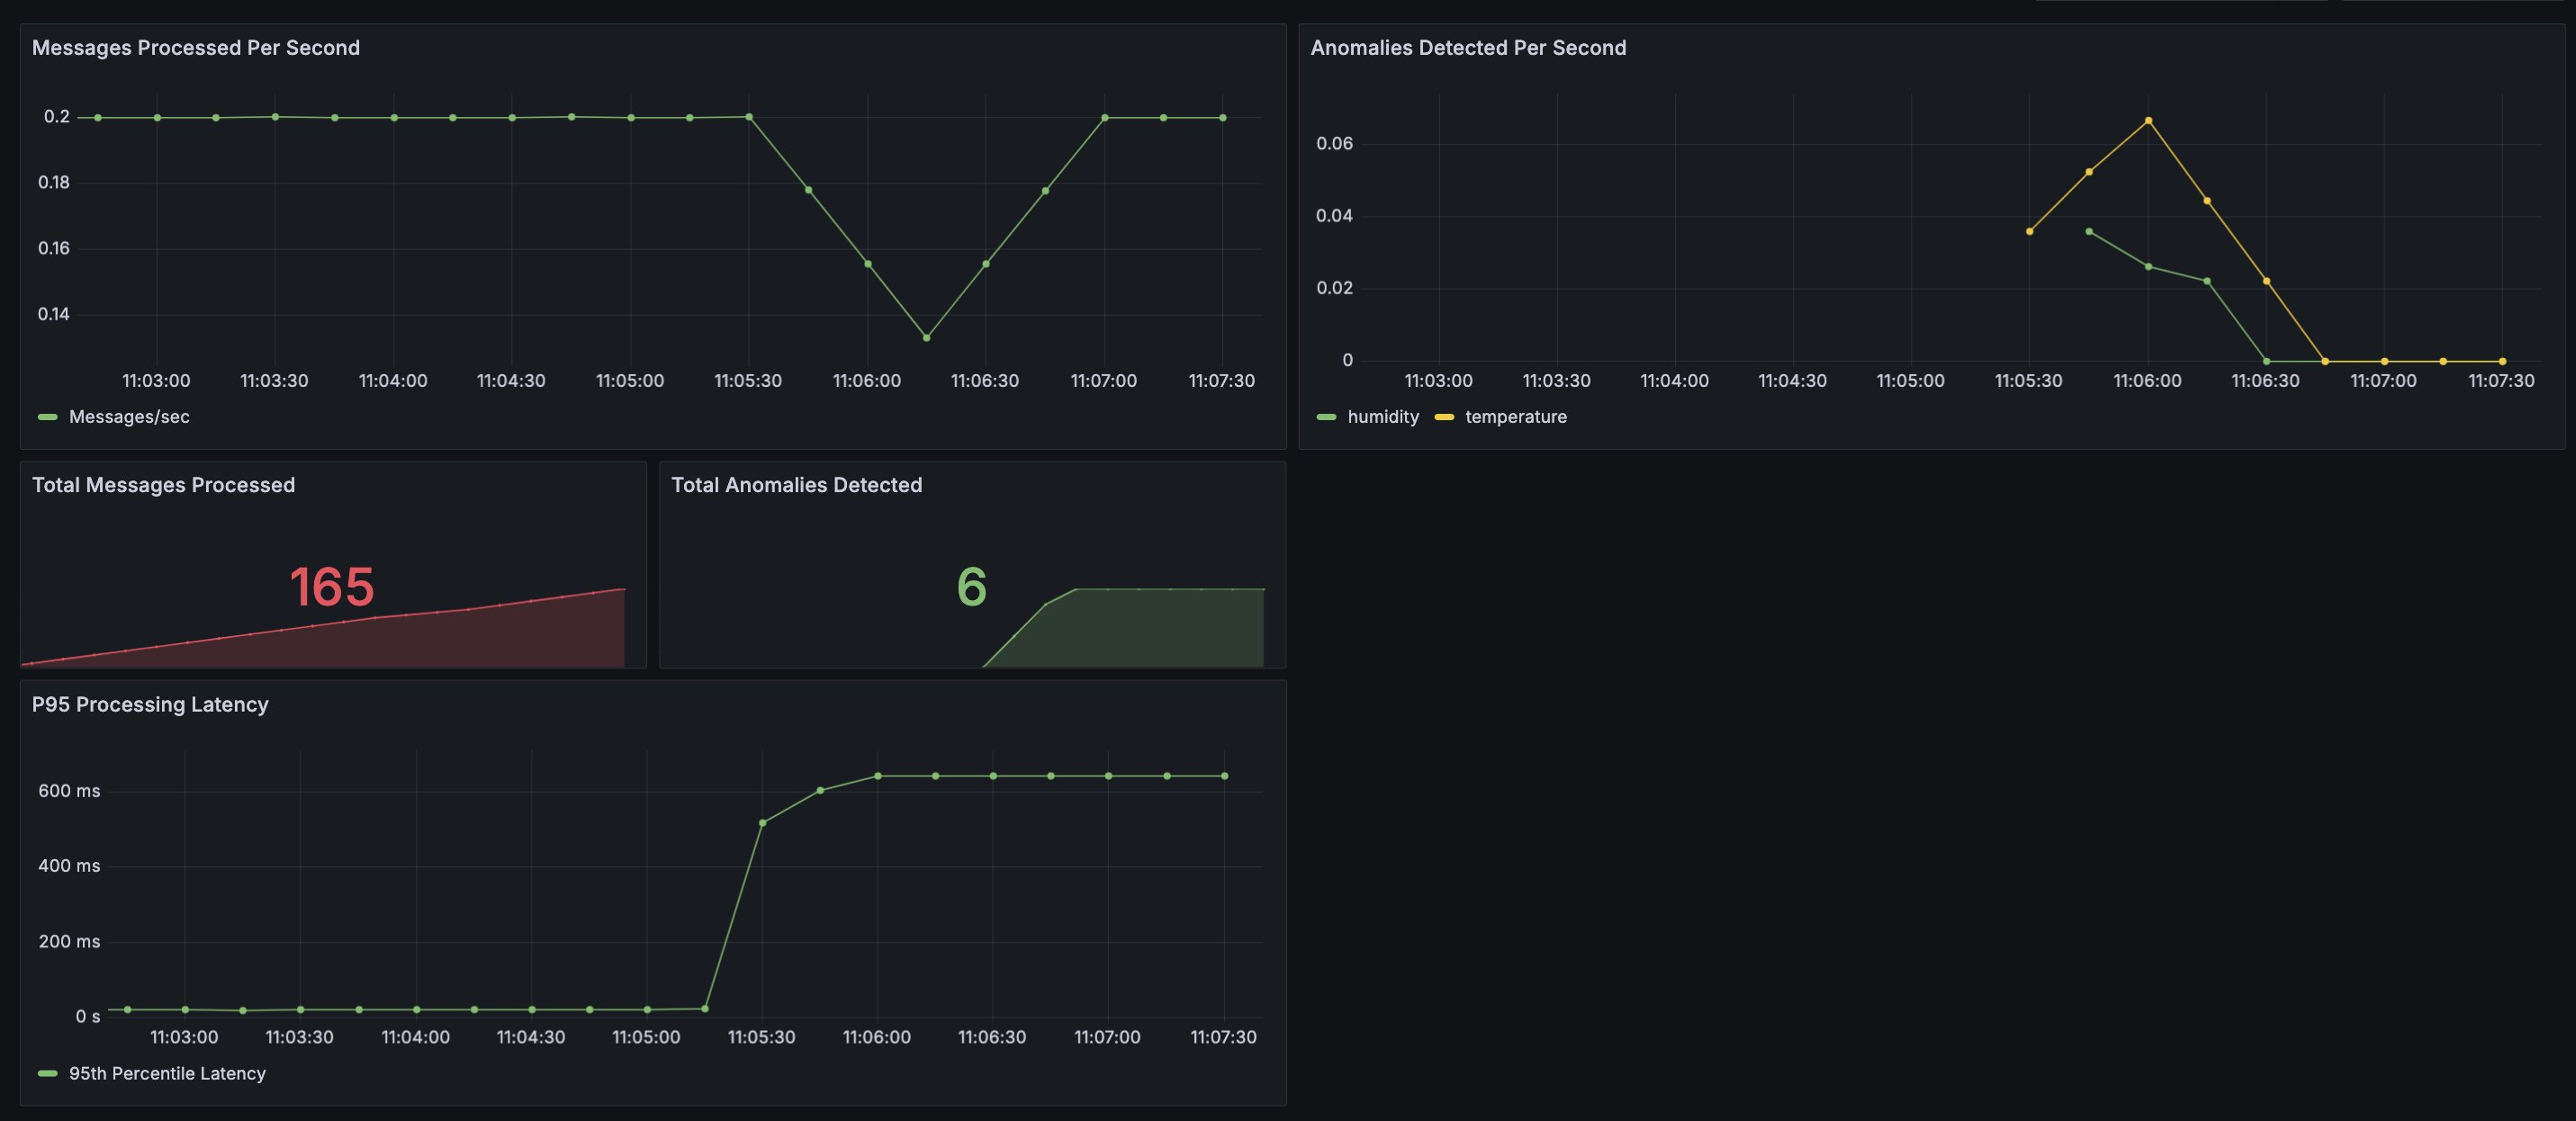 Messages Processed Per Second
0.2
0.18
0.16
0.14
11:03:00 11:03:30 11:04:00 11:04:30 11:05:00 11:05:30 11:06:00 11:06:30 11:07:00 11:07:30
Messages/sec
Anomalies Detected Per Second
0.06
0.04
0.02
0
11:03:00 11:03:30 11:04:00 11:04:30 11:05:00 11:05:30 11:06:00 11:06:30 11:07:00 11:07:30
humidity temperature
Total Messages Processed
165
Total Anomalies Detected
6
P95 Processing Latency
600 ms
400 ms
200 ms
0 s
11:03:00 11:03:30 11:04:00 11:04:30 11:05:00 11:05:30 11:06:00 11:06:30 11:07:00 11:07:30
95th Percentile Latency